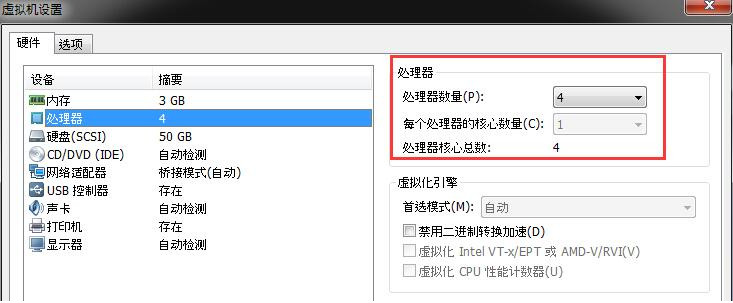 虚拟机设置
硬件 选项
设备 摘要
内存 3 GB
处理器 4
硬盘(SCSI) 50 GB
CD/DVD (IDE) 自动检测
网络适配器 桥接模式(自动)
USB 控制器 存在
声卡 自动检测
打印机 存在
显示器 自动检测
处理器
处理器数量(P): 4
每个处理器的核心数量(C): 1
处理器核心总数: 4
虚拟化引擎
首选模式(M): 自动
禁用二进制转换加速(D)
虚拟化 Intel VT-x/EPT 或 AMD-V/RVI(V)
虚拟化 CPU 性能计数器(U)